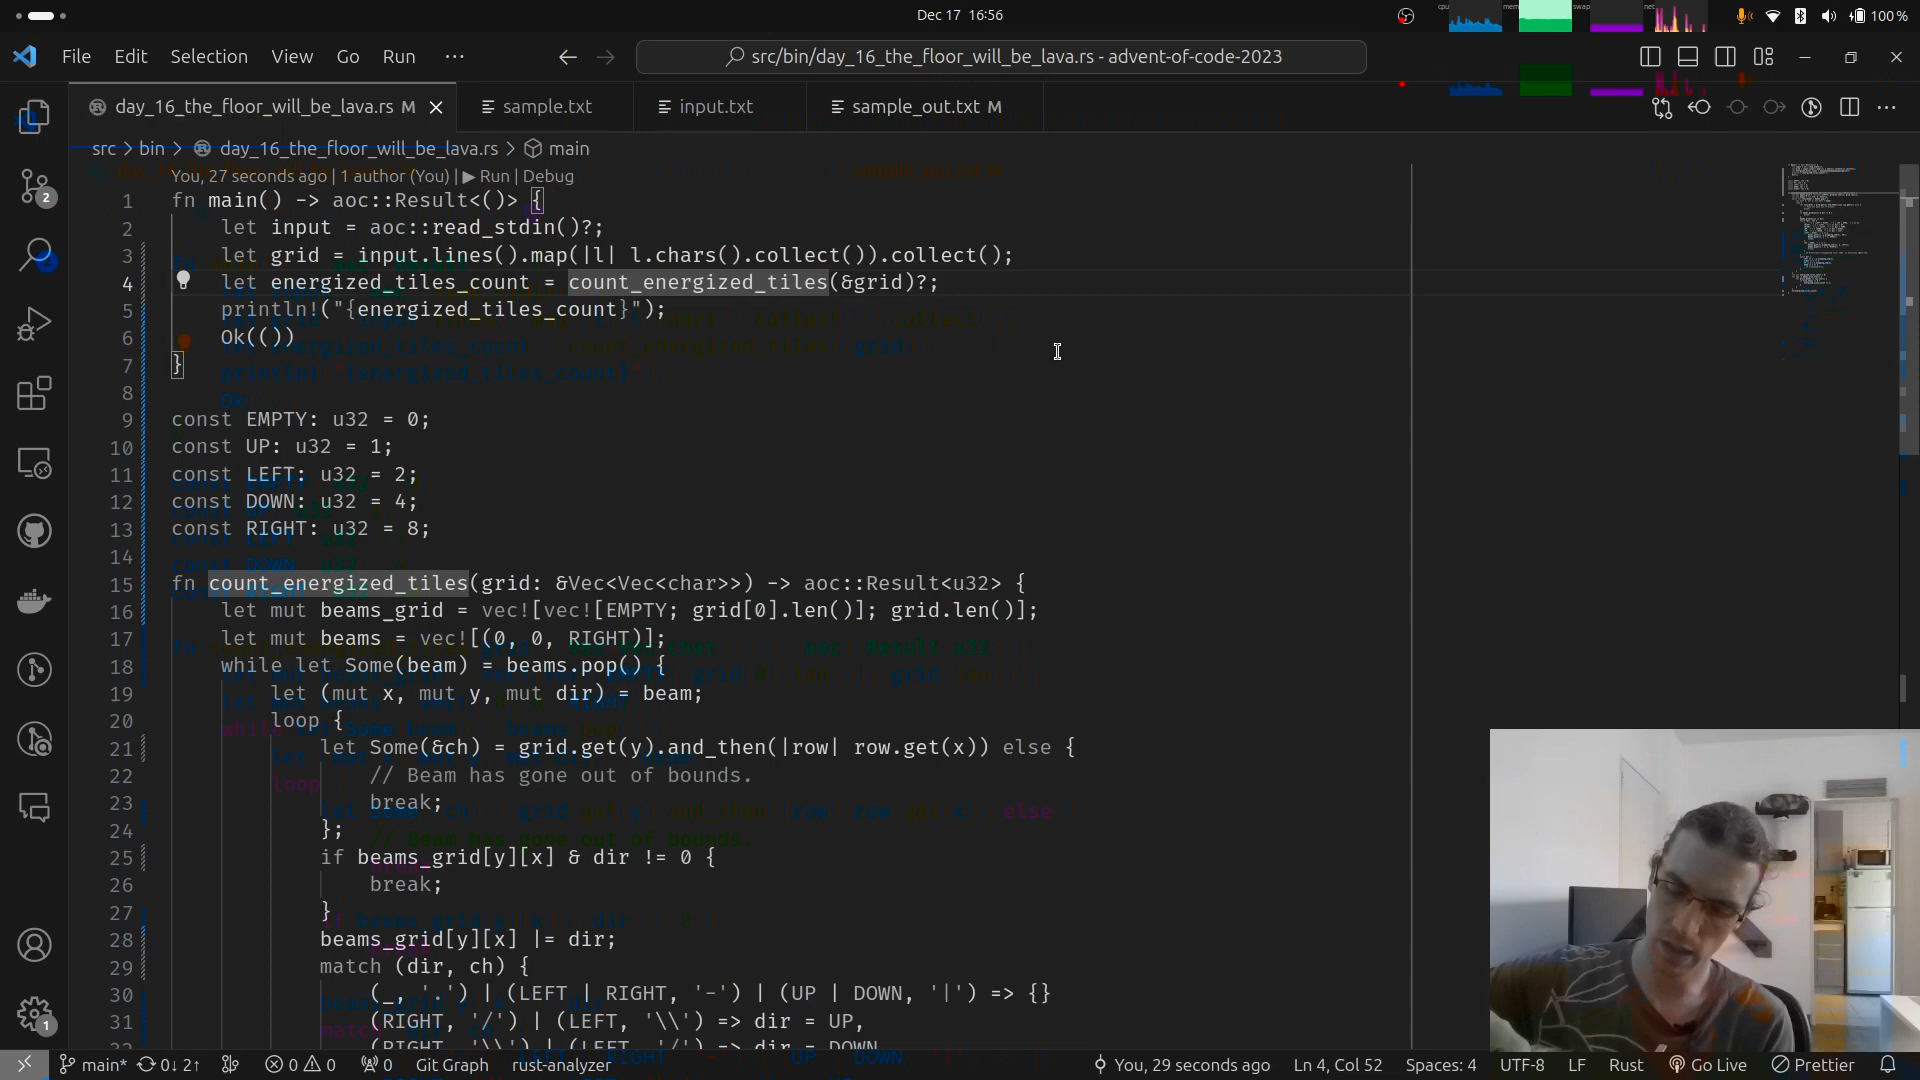 Dec 17 16:56
cpu mem swap net 100 %
File Edit Selection View Go Run ···
src/bin/day_16_the_floor_will_be_lava.rs - advent-of-code-2023
day_16_the_floor_will_be_lava.rs M sample.txt input.txt sample_out.txt M
src > bin > day_16_the_floor_will_be_lava.rs > main
You, 27 seconds ago | 1 author (You) | ▶ Run | Debug
1 fn main() -> aoc::Result<()> {
2 let input = aoc::read_stdin()?;
3 let grid = input.lines().map(|l| l.chars().collect()).collect();
4 let energized_tiles_count = count_energized_tiles(&grid)?;
5 println!("{energized_tiles_count}");
6 Ok(())
7 }
8
9 const EMPTY: u32 = 0;
10 const UP: u32 = 1;
11 const LEFT: u32 = 2;
12 const DOWN: u32 = 4;
13 const RIGHT: u32 = 8;
14
15 fn count_energized_tiles(grid: &Vec<Vec<char>>) -> aoc::Result<u32> {
16 let mut beams_grid = vec![vec![EMPTY; grid[0].len()]; grid.len()];
17 let mut beams = vec![(0, 0, RIGHT)];
18 while let Some(beam) = beams.pop() {
19 let (mut x, mut y, mut dir) = beam;
20 loop {
21 let Some(&ch) = grid.get(y).and_then(|row| row.get(x)) else {
22 // Beam has gone out of bounds.
23 break;
24 };
25 if beams_grid[y][x] & dir != 0 {
26 break;
27 }
28 beams_grid[y][x] |= dir;
29 match (dir, ch) {
30 (_, '.') | (LEFT | RIGHT, '-') | (UP | DOWN, '|') => {}
31 (RIGHT, '/') | (LEFT, '\\') => dir = UP,
32 (RIGHT, '\\') | (LEFT, '/') => dir = DOWN,
2
1
main* 0↓ 2↑ 0 0 0 Git Graph rust-analyzer You, 29 seconds ago Ln 4, Col 52 Spaces: 4 UTF-8 LF Rust Go Live Prettier